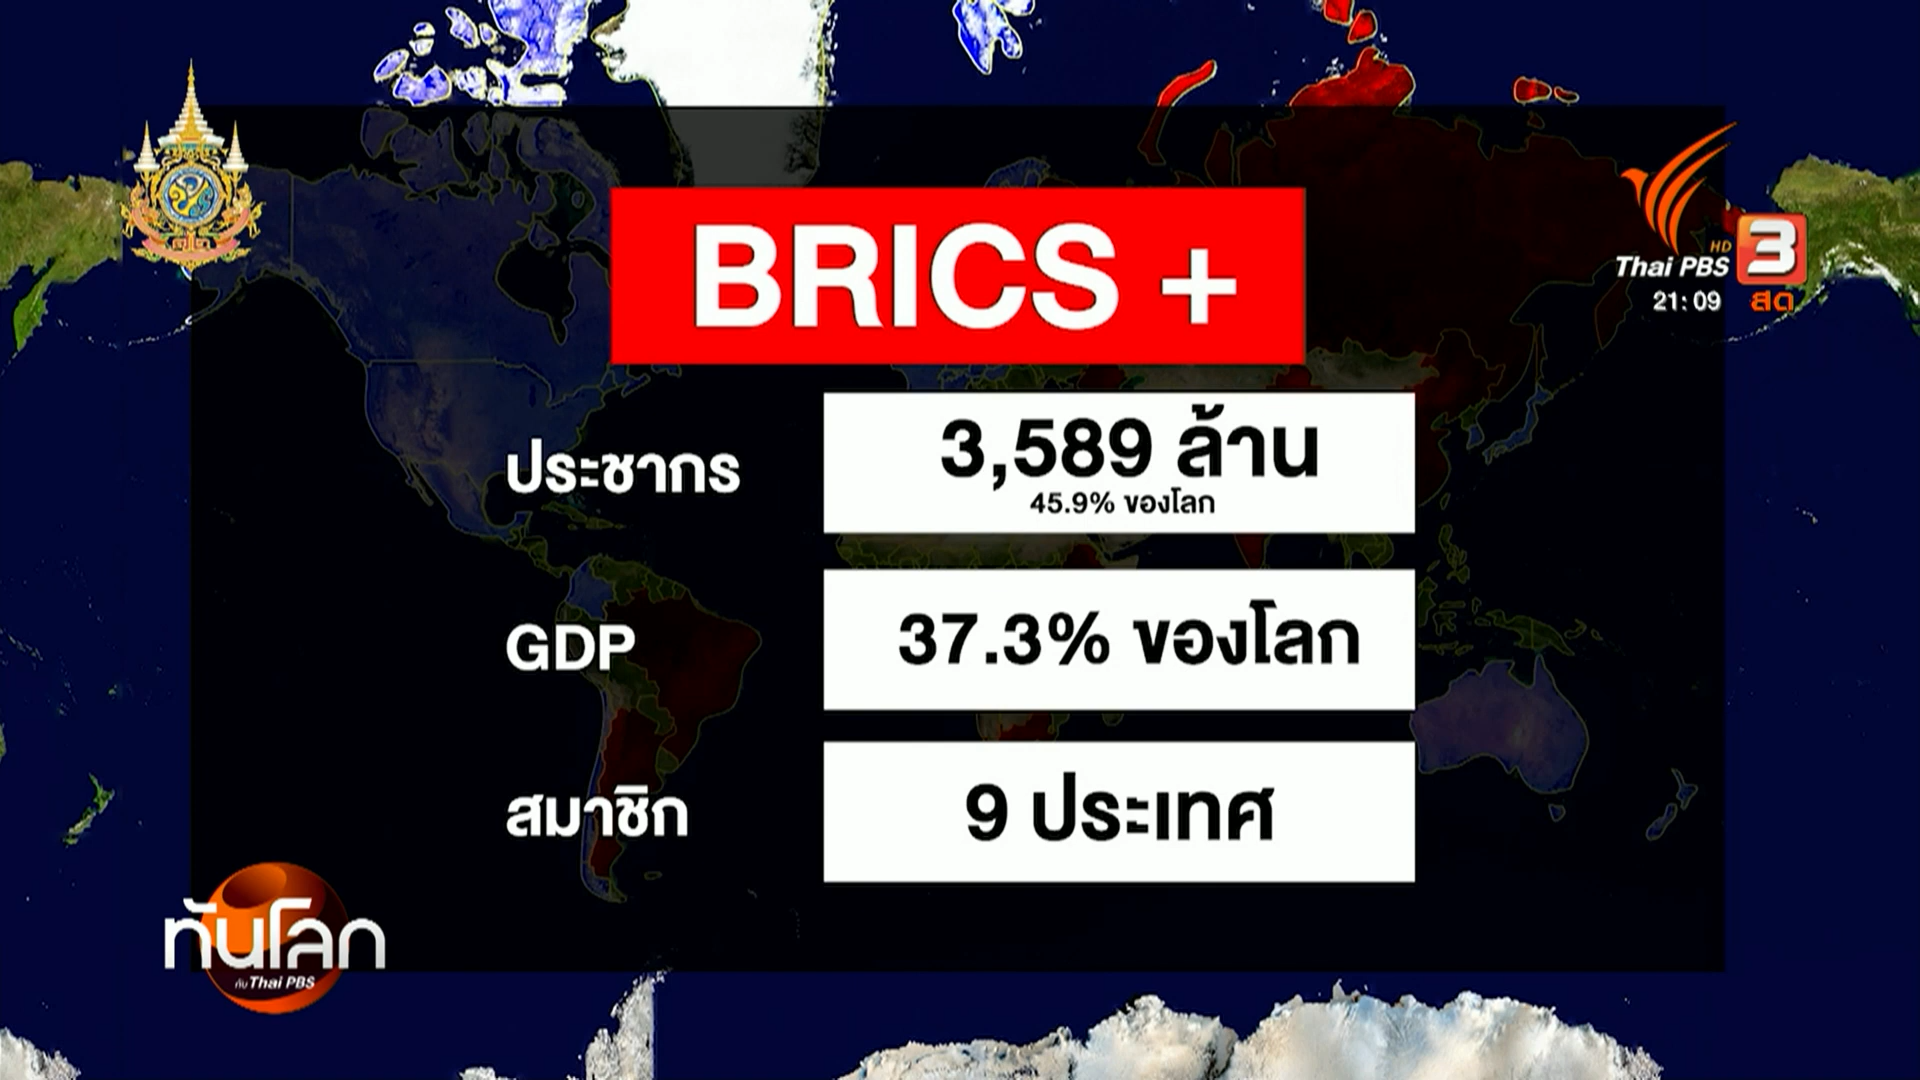 BRICS +
HD
Thai PBS 3
21:09 สด
ประชากร
3,589 ล้าน
45.9% ของโลก
GDP
37.3% ของโลก
สมาชิก
9 ประเทศ
ทันโลก
กับ Thai PBS